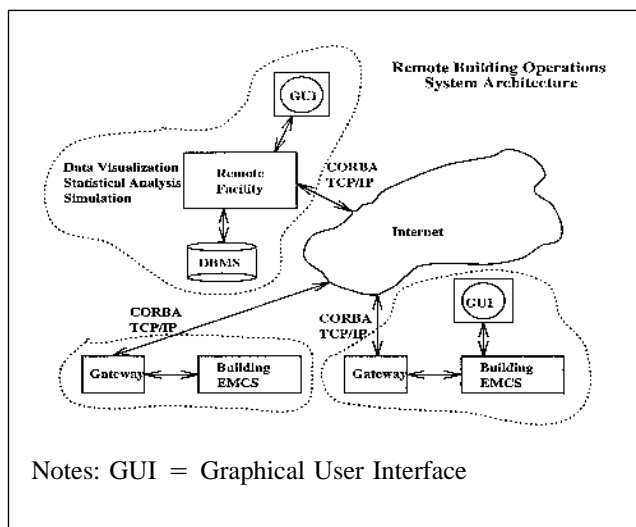 Remote Building Operations
System Architecture
GUI
Data Visualization
Statistical Analysis
Simulation
Remote
Facility
CORBA
TCP/IP
Internet
DBMS
CORBA
TCP/IP
CORBA
TCP/IP
GUI
Gateway
Building
EMCS
Gateway
Building
EMCS
Notes: GUI = Graphical User Interface